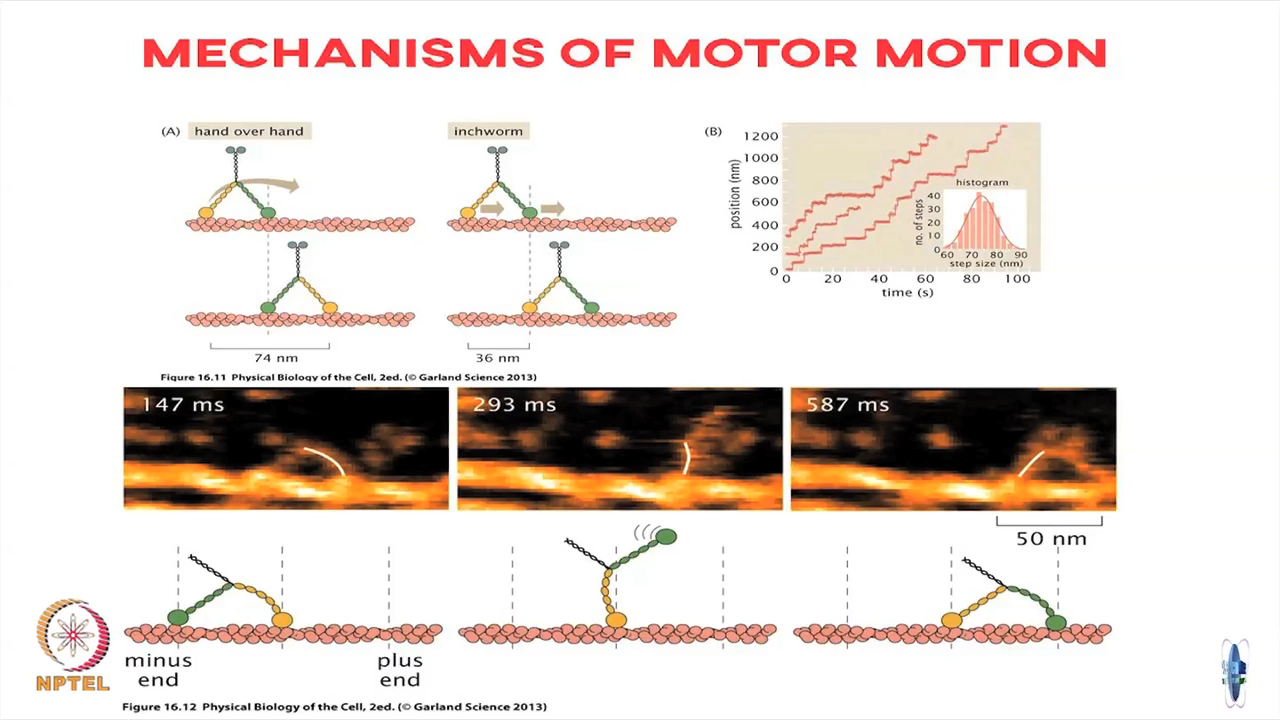 MECHANISMS OF MOTOR MOTION
(A)
hand over hand
inchworm
74 nm
36 nm
Figure 16.11 Physical Biology of the Cell, 2ed. (© Garland Science 2013)
(B)
position (nm)
1200
1000
800
600
400
200
0
0 20 40 60 80 100
time (s)
histogram
no. of steps
40
30
20
10
0
60 70 80 90
step size (nm)
147 ms
293 ms
587 ms
50 nm
minus
end
plus
end
NPTEL
Figure 16.12 Physical Biology of the Cell, 2ed. (© Garland Science 2013)